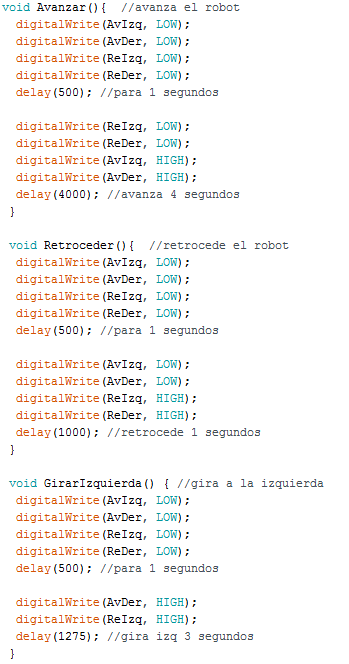 void Avanzar(){  //avanza el robot
  digitalWrite(AvIzq, LOW);
  digitalWrite(AvDer, LOW);
  digitalWrite(ReIzq, LOW);
  digitalWrite(ReDer, LOW);
  delay(500); //para 1 segundos

  digitalWrite(ReIzq, LOW);
  digitalWrite(ReDer, LOW);
  digitalWrite(AvIzq, HIGH);
  digitalWrite(AvDer, HIGH);
  delay(4000); //avanza 4 segundos
 }

 void Retroceder(){  //retrocede el robot
  digitalWrite(AvIzq, LOW);
  digitalWrite(AvDer, LOW);
  digitalWrite(ReIzq, LOW);
  digitalWrite(ReDer, LOW);
  delay(500); //para 1 segundos

  digitalWrite(AvIzq, LOW);
  digitalWrite(AvDer, LOW);
  digitalWrite(ReIzq, HIGH);
  digitalWrite(ReDer, HIGH);
  delay(1000); //retrocede 1 segundos
 }

 void GirarIzquierda() { //gira a la izquierda
  digitalWrite(AvIzq, LOW);
  digitalWrite(AvDer, LOW);
  digitalWrite(ReIzq, LOW);
  digitalWrite(ReDer, LOW);
  delay(500); //para 1 segundos

  digitalWrite(AvDer, HIGH);
  digitalWrite(ReIzq, HIGH);
  delay(1275); //gira izq 3 segundos
 }